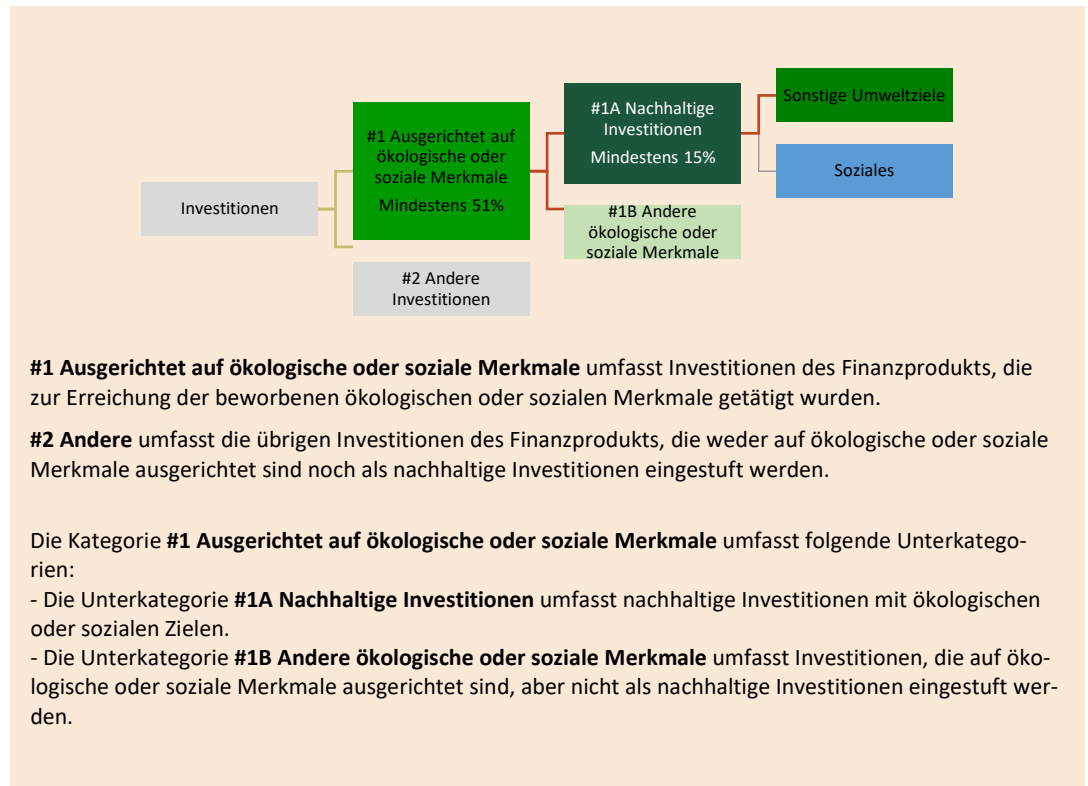 Investitionen
#1 Ausgerichtet auf
ökologische oder
soziale Merkmale
Mindestens 51%
#2 Andere
Investitionen
#1A Nachhaltige
Investitionen
Mindestens 15%
#1B Andere
ökologische oder
soziale Merkmale
Sonstige Umweltziele
Soziales
#1 Ausgerichtet auf ökologische oder soziale Merkmale umfasst Investitionen des Finanzprodukts, die
zur Erreichung der beworbenen ökologischen oder sozialen Merkmale getätigt wurden.
#2 Andere umfasst die übrigen Investitionen des Finanzprodukts, die weder auf ökologische oder soziale
Merkmale ausgerichtet sind noch als nachhaltige Investitionen eingestuft werden.
Die Kategorie #1 Ausgerichtet auf ökologische oder soziale Merkmale umfasst folgende Unterkatego-
rien:
- Die Unterkategorie #1A Nachhaltige Investitionen umfasst nachhaltige Investitionen mit ökologischen
oder sozialen Zielen.
- Die Unterkategorie #1B Andere ökologische oder soziale Merkmale umfasst Investitionen, die auf öko-
logische oder soziale Merkmale ausgerichtet sind, aber nicht als nachhaltige Investitionen eingestuft wer-
den.